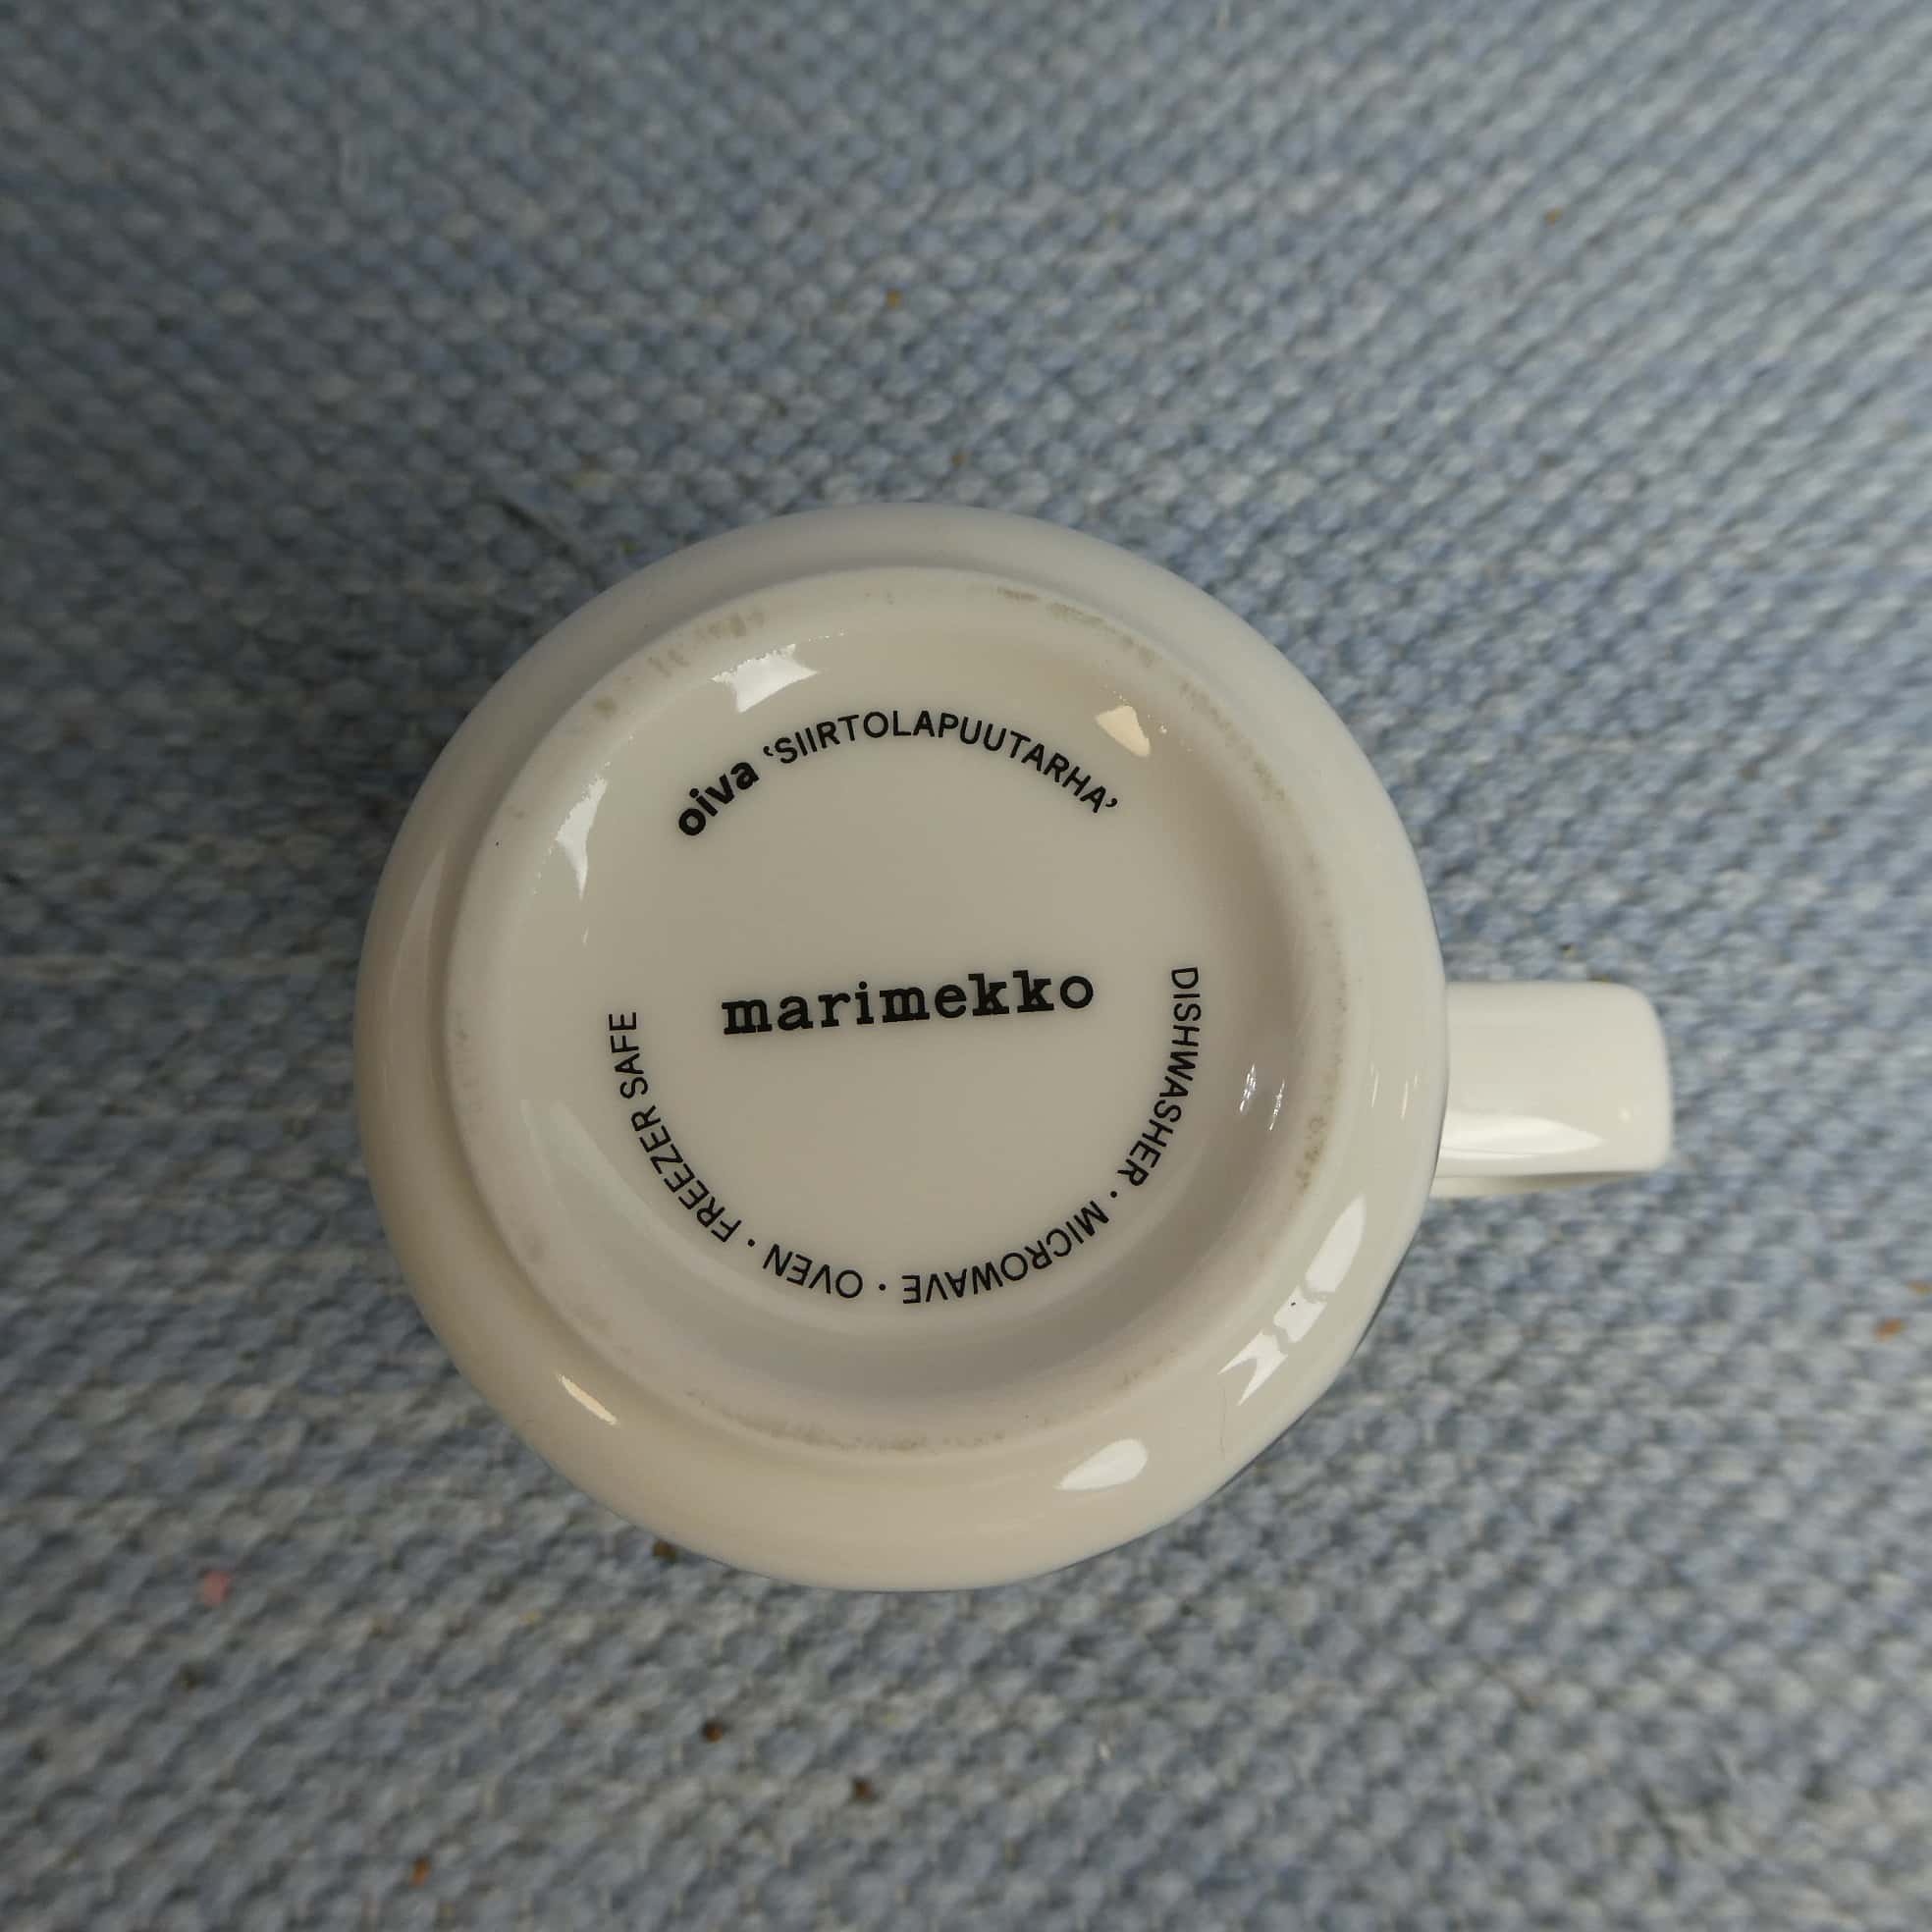 oiva ‘SIIRTOLAPUUTARHA’
marimekko
DISHWASHER · MICROWAVE · OVEN · FREEZER SAFE